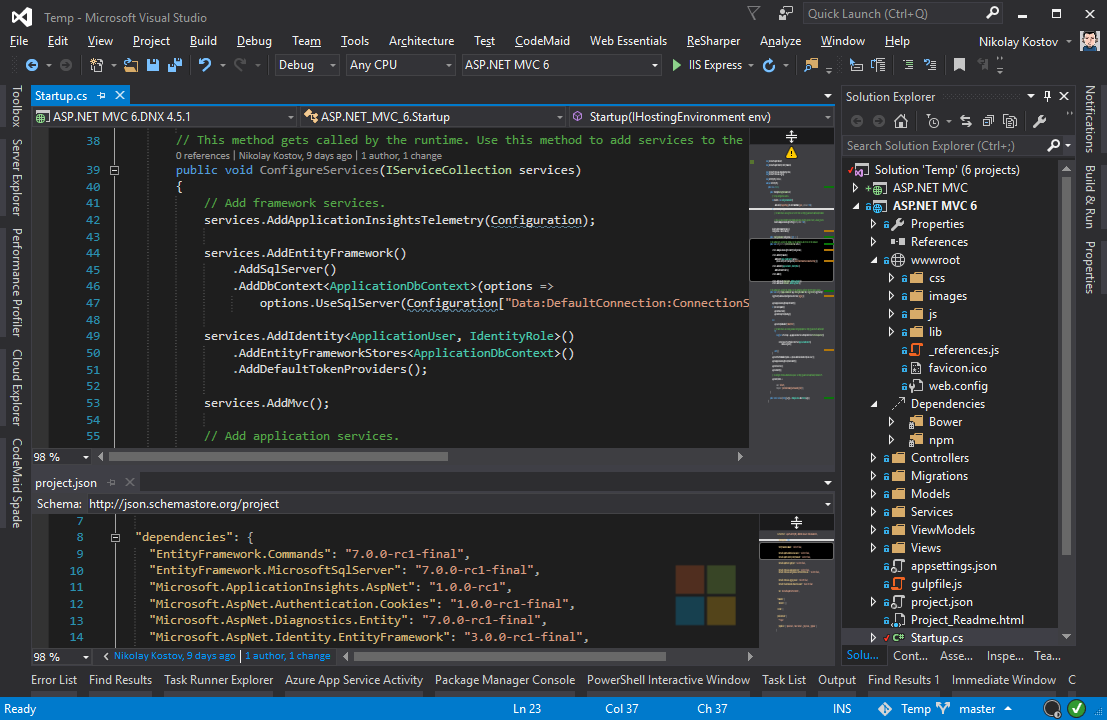 Temp - Microsoft Visual Studio
Quick Launch (Ctrl+Q)
File Edit View Project Build Debug Team Tools Architecture Test CodeMaid Web Essentials ReSharper Analyze Window Help Nikolay Kostov
Debug Any CPU ASP.NET MVC 6 IIS Express
Toolbox
Server Explorer
Performance Profiler
Cloud Explorer
CodeMaid Spade
Startup.cs
ASP.NET MVC 6.DNX 4.5.1 ASP.NET_MVC_6.Startup Startup(IHostingEnvironment env)
38 // This method gets called by the runtime. Use this method to add services to the
0 references | Nikolay Kostov, 9 days ago | 1 author, 1 change
39 public void ConfigureServices(IServiceCollection services)
40 {
41 // Add framework services.
42 services.AddApplicationInsightsTelemetry(Configuration);
43
44 services.AddEntityFramework()
45 .AddSqlServer()
46 .AddDbContext<ApplicationDbContext>(options =>
47 options.UseSqlServer(Configuration["Data:DefaultConnection:ConnectionS
48
49 services.AddIdentity<ApplicationUser, IdentityRole>()
50 .AddEntityFrameworkStores<ApplicationDbContext>()
51 .AddDefaultTokenProviders();
52
53 services.AddMvc();
54
55 // Add application services.
98 %
project.json
Schema: http://json.schemastore.org/project
7
8 "dependencies": {
9 "EntityFramework.Commands": "7.0.0-rc1-final",
10 "EntityFramework.MicrosoftSqlServer": "7.0.0-rc1-final",
11 "Microsoft.ApplicationInsights.AspNet": "1.0.0-rc1",
12 "Microsoft.AspNet.Authentication.Cookies": "1.0.0-rc1-final",
13 "Microsoft.AspNet.Diagnostics.Entity": "7.0.0-rc1-final",
14 "Microsoft.AspNet.Identity.EntityFramework": "3.0.0-rc1-final",
98 % Nikolay Kostov, 9 days ago | 1 author, 1 change
Solution Explorer
Search Solution Explorer (Ctrl+;)
Solution 'Temp' (6 projects)
ASP.NET MVC
ASP.NET MVC 6
Properties
References
wwwroot
css
images
js
lib
_references.js
favicon.ico
web.config
Dependencies
Bower
npm
Controllers
Migrations
Models
Services
ViewModels
Views
appsettings.json
gulpfile.js
project.json
Project_Readme.html
C# Startup.cs
Solu... Cont... Asse... Inspe... Tea...
Notifications
Build & Run
Properties
Error List Find Results Task Runner Explorer Azure App Service Activity Package Manager Console PowerShell Interactive Window Task List Output Find Results 1 Immediate Window C
Ready Ln 23 Col 37 Ch 37 INS Temp master